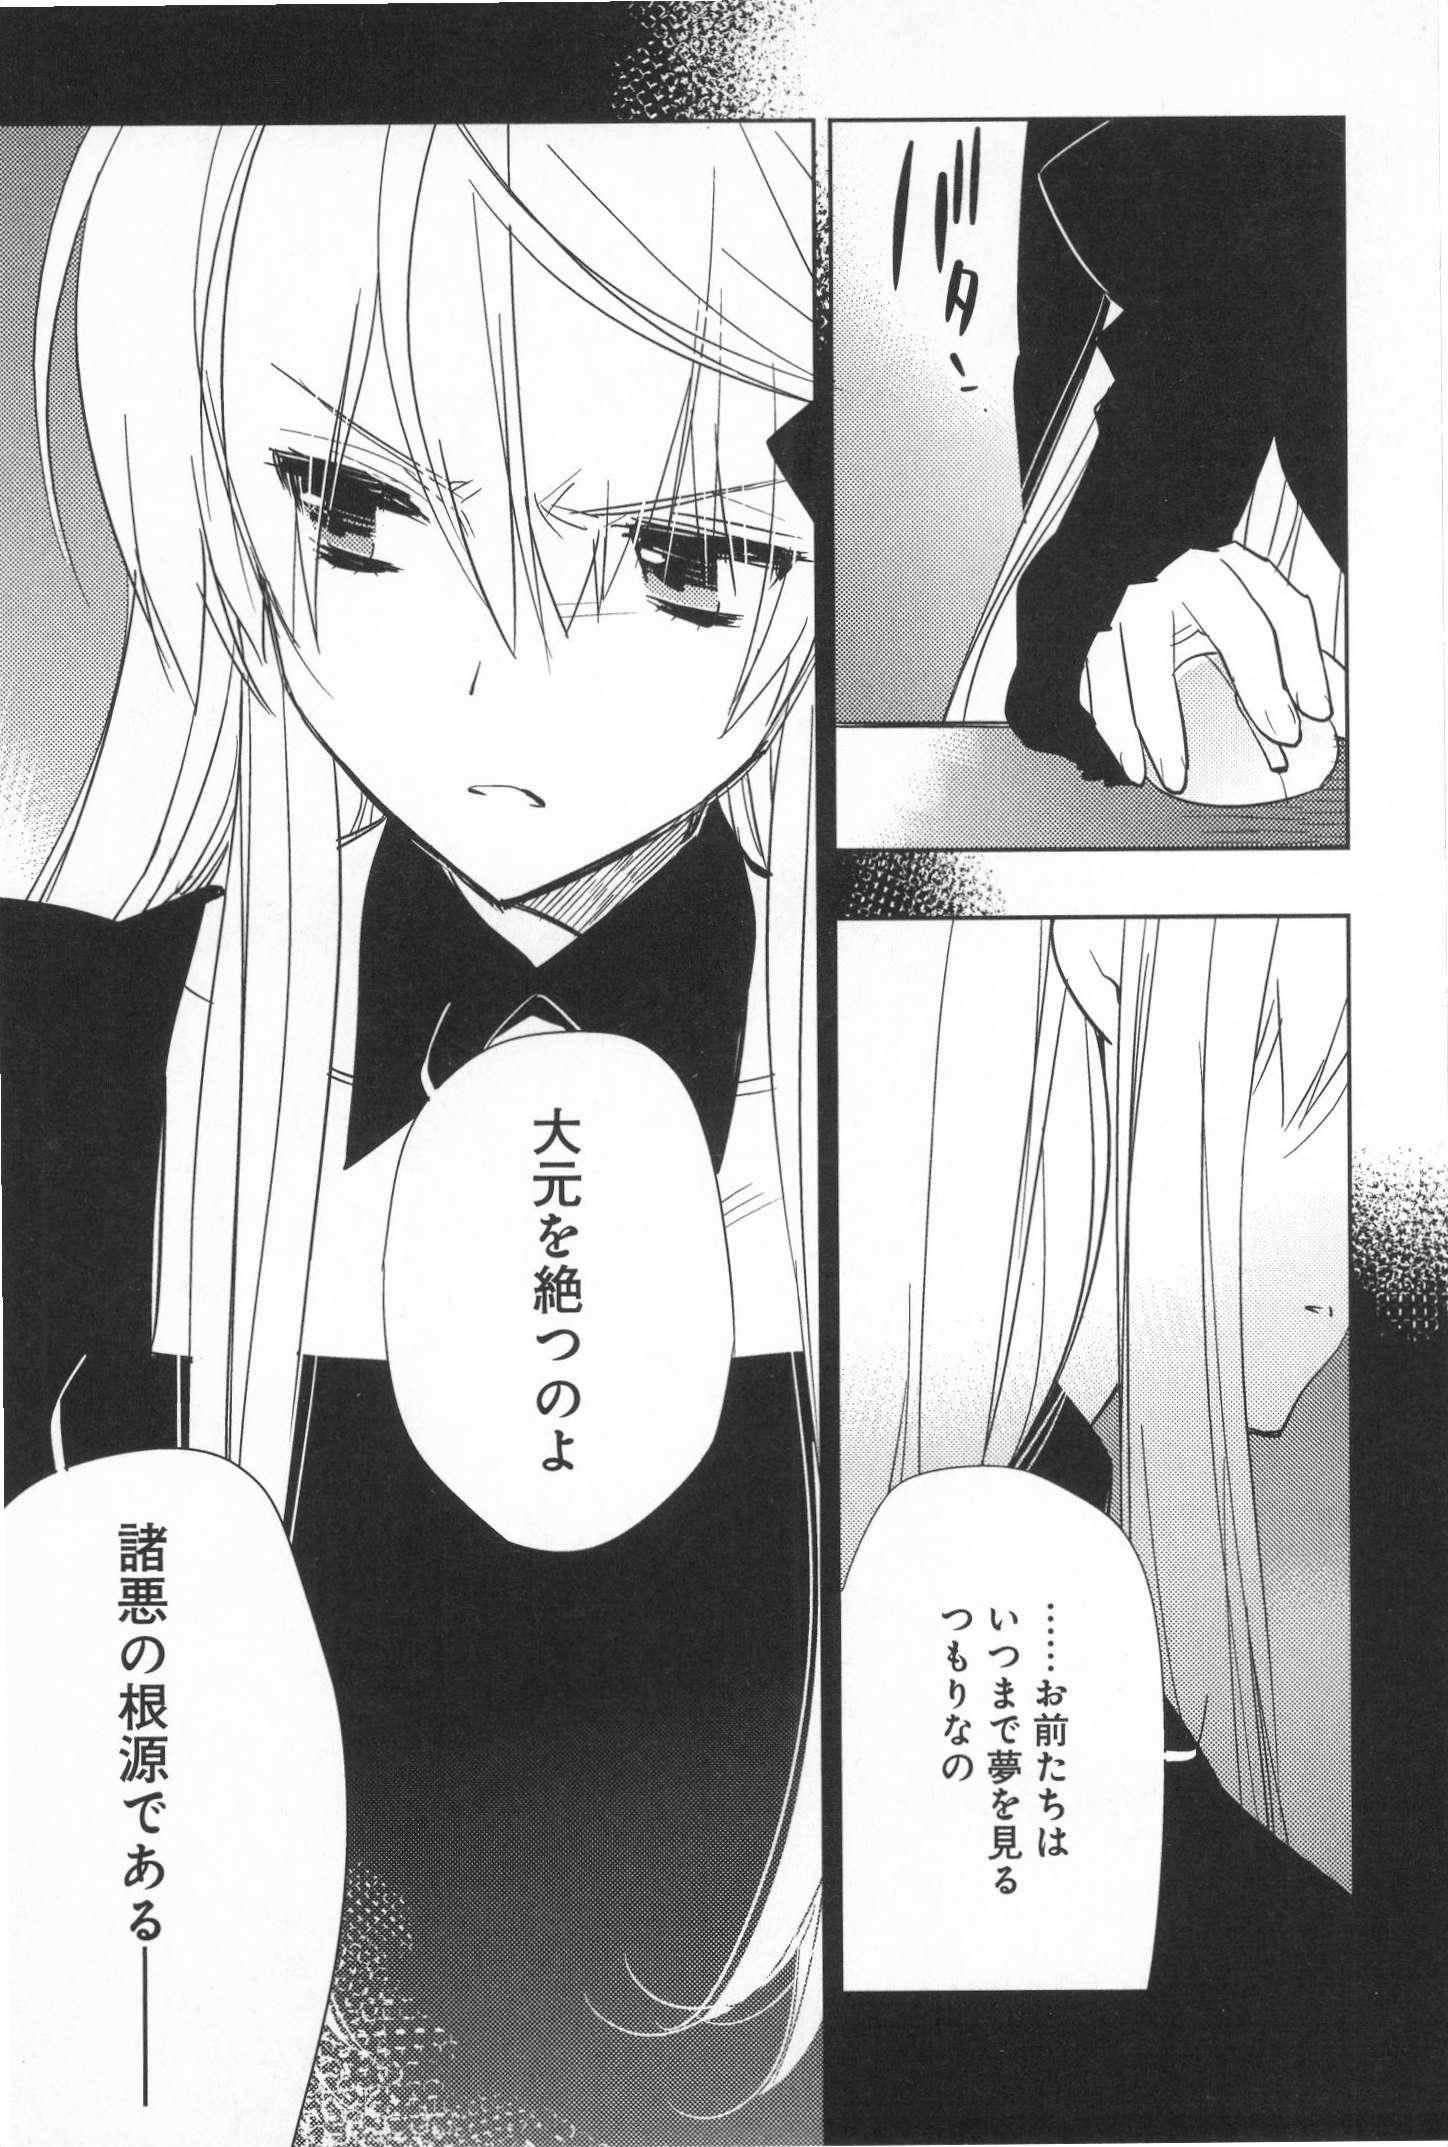 バタン
……お前たちは
いつまで夢を見る
つもりなの
大元を絶つのよ
諸悪の根源である――